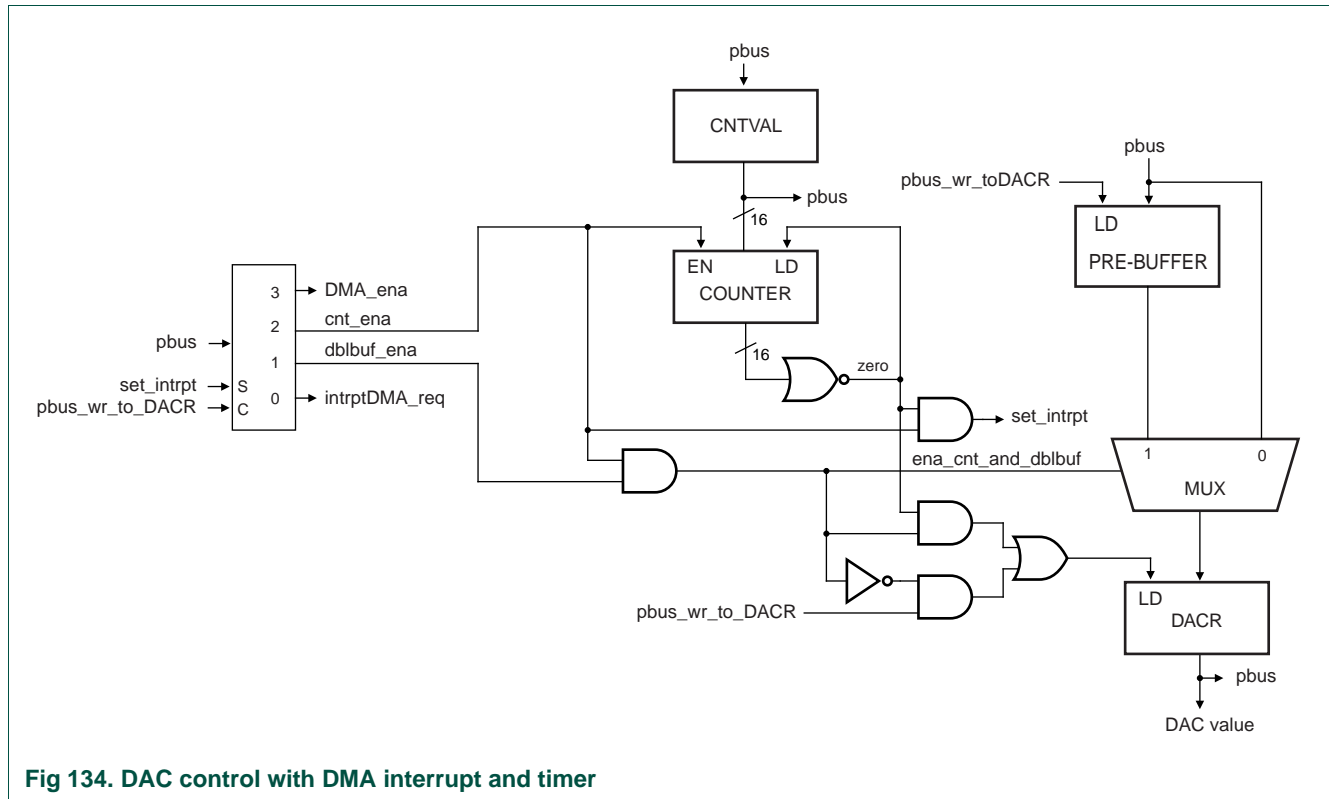 pbus
CNTVAL
pbus
16
pbus
pbus_wr_toDACR
LD
PRE-BUFFER
EN LD
COUNTER
16
zero
3 DMA_ena
2 cnt_ena
pbus
1 dblbuf_ena
set_intrpt S
0 intrptDMA_req
pbus_wr_to_DACR C
set_intrpt
ena_cnt_and_dblbuf
1 0
MUX
pbus_wr_to_DACR
LD
DACR
pbus
DAC value
Fig 134. DAC control with DMA interrupt and timer